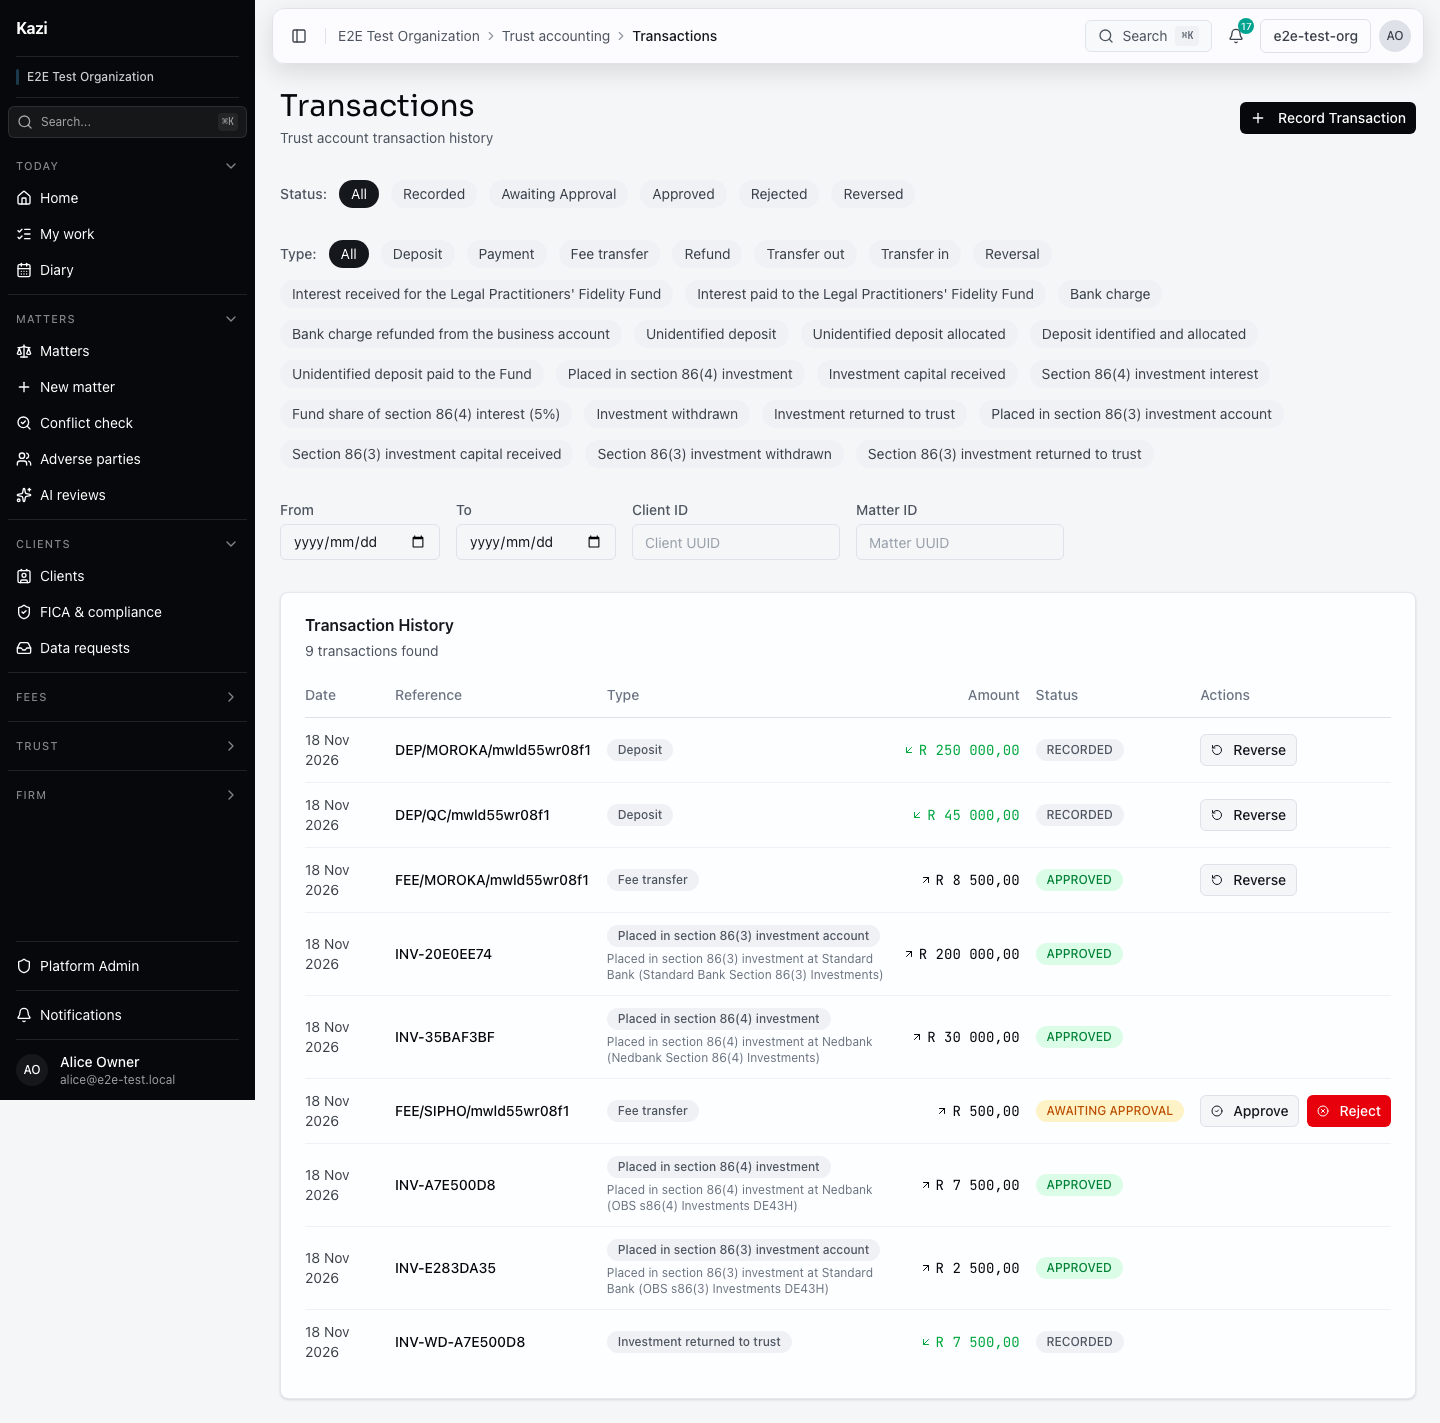 Kazi
E2E Test Organization
Search...
⌘K
TODAY
Home
My work
Diary
MATTERS
Matters
New matter
Conflict check
Adverse parties
AI reviews
CLIENTS
Clients
FICA & compliance
Data requests
FEES
TRUST
FIRM
Platform Admin
Notifications
AO
Alice Owner
alice@e2e-test.local
E2E Test Organization
Trust accounting
Transactions
Search ⌘K
17
e2e-test-org
AO
Transactions
Trust account transaction history
Record Transaction
Status: All Recorded Awaiting Approval Approved Rejected Reversed
Type: All Deposit Payment Fee transfer Refund Transfer out Transfer in Reversal
Interest received for the Legal Practitioners' Fidelity Fund Interest paid to the Legal Practitioners' Fidelity Fund Bank charge
Bank charge refunded from the business account Unidentified deposit Unidentified deposit allocated Deposit identified and allocated
Unidentified deposit paid to the Fund Placed in section 86(4) investment Investment capital received Section 86(4) investment interest
Fund share of section 86(4) interest (5%) Investment withdrawn Investment returned to trust Placed in section 86(3) investment account
Section 86(3) investment capital received Section 86(3) investment withdrawn Section 86(3) investment returned to trust
From To Client ID Matter ID
yyyy/mm/dd yyyy/mm/dd Client UUID Matter UUID
Transaction History
9 transactions found
Date Reference Type Amount Status Actions
18 Nov
2026
DEP/MOROKA/mwld55wr08f1 Deposit R 250 000,00 RECORDED Reverse
18 Nov
2026
DEP/QC/mwld55wr08f1 Deposit R 45 000,00 RECORDED Reverse
18 Nov
2026
FEE/MOROKA/mwld55wr08f1 Fee transfer R 8 500,00 APPROVED Reverse
18 Nov
2026
INV-20E0EE74
Placed in section 86(3) investment account
Placed in section 86(3) investment at Standard
Bank (Standard Bank Section 86(3) Investments)
R 200 000,00 APPROVED
18 Nov
2026
INV-35BAF3BF
Placed in section 86(4) investment
Placed in section 86(4) investment at Nedbank
(Nedbank Section 86(4) Investments)
R 30 000,00 APPROVED
18 Nov
2026
FEE/SIPHO/mwld55wr08f1 Fee transfer R 500,00 AWAITING APPROVAL Approve Reject
18 Nov
2026
INV-A7E500D8
Placed in section 86(4) investment
Placed in section 86(4) investment at Nedbank
(OBS s86(4) Investments DE43H)
R 7 500,00 APPROVED
18 Nov
2026
INV-E283DA35
Placed in section 86(3) investment account
Placed in section 86(3) investment at Standard
Bank (OBS s86(3) Investments DE43H)
R 2 500,00 APPROVED
18 Nov
2026
INV-WD-A7E500D8 Investment returned to trust R 7 500,00 RECORDED